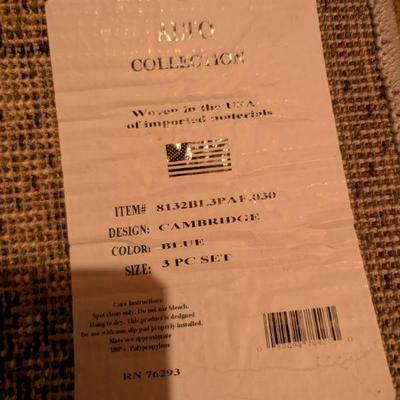 ALTO
COLLECTION
Woven in the U.S.A.
of imported materials
ITEM# 8132BL3PAF.030
DESIGN: CAMBRIDGE
COLOR: BLUE
SIZE: 3 PC SET
Care Instructions:
Spot clean only. Do not use bleach.
Hang to dry. This product is designed
for use with non slip pad properly installed.
Sizes are approximate
100% Polypropylene
RN 76293